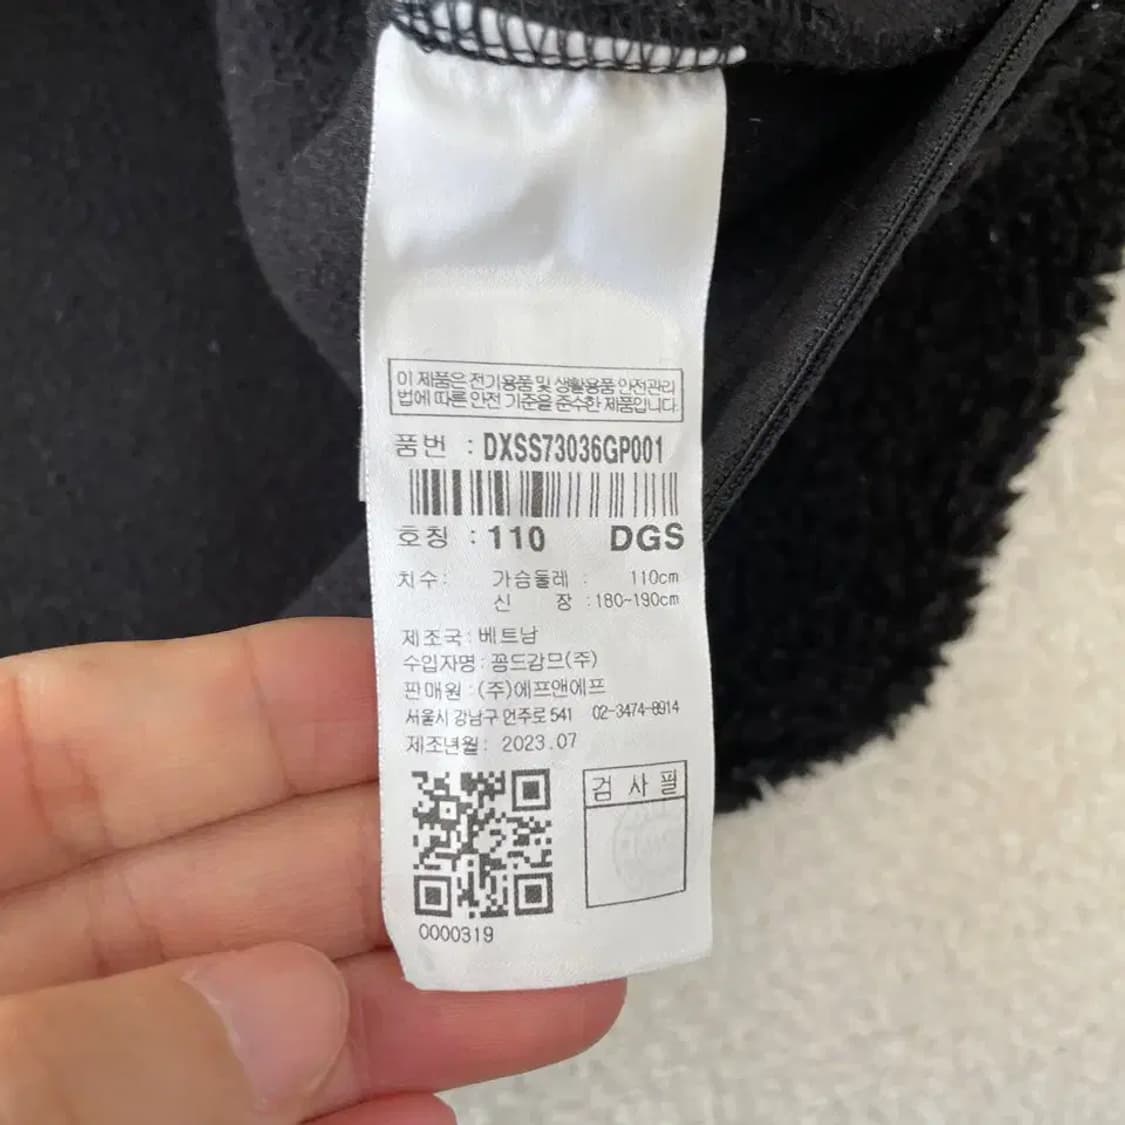 이 제품은 전기용품 및 생활용품 안전관리
법에 따른 안전 기준을 준수한 제품입니다.
품번 : DXSS73036GP001
호칭 : 110 DGS
치수: 가슴둘레 : 110cm
신 장 : 180~190cm
제조국: 베트남
수입자명: 꽁드감므(주)
판매원 : (주)에프앤에프
서울시 강남구 언주로 541 02-3474-8914
제조년월: 2023.07
검 사 필
0000319